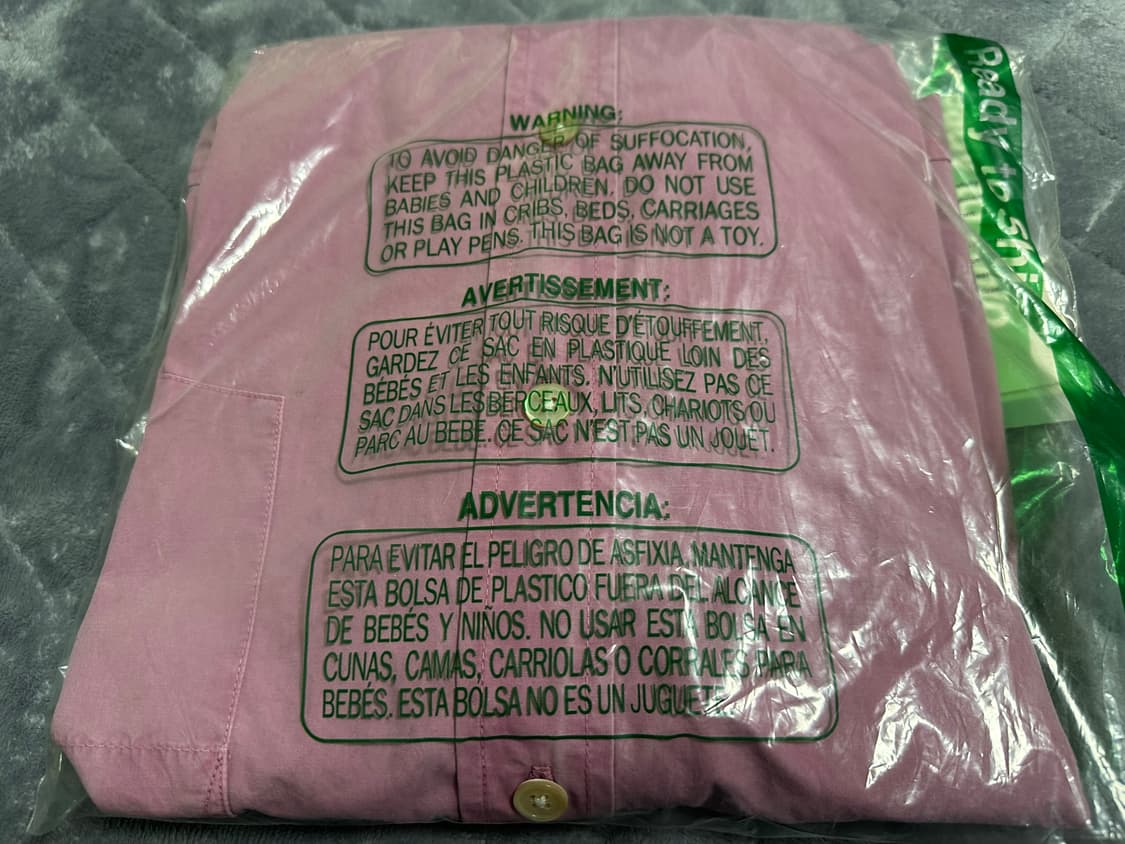 WARNING:
TO AVOID DANGER OF SUFFOCATION,
KEEP THIS PLASTIC BAG AWAY FROM
BABIES AND CHILDREN. DO NOT USE
THIS BAG IN CRIBS, BEDS, CARRIAGES
OR PLAY PENS. THIS BAG IS NOT A TOY.
AVERTISSEMENT:
POUR ÉVITER TOUT RISQUE D'ÉTOUFFEMENT,
GARDEZ CE SAC EN PLASTIQUE LOIN DES
BÉBÉS ET LES ENFANTS. N'UTILISEZ PAS CE
SAC DANS LES BERCEAUX, LITS, CHARIOTS OU
PARC AU BEBE. CE SAC N'EST PAS UN JOUET.
ADVERTENCIA:
PARA EVITAR EL PELIGRO DE ASFIXIA, MANTENGA
ESTA BOLSA DE PLASTICO FUERA DEL ALCANCE
DE BEBÉS Y NIÑOS. NO USAR ESTA BOLSA EN
CUNAS, CAMAS, CARRIOLAS O CORRALES PARA
BEBÉS. ESTA BOLSA NO ES UN JUGUETE.
Ready to shi